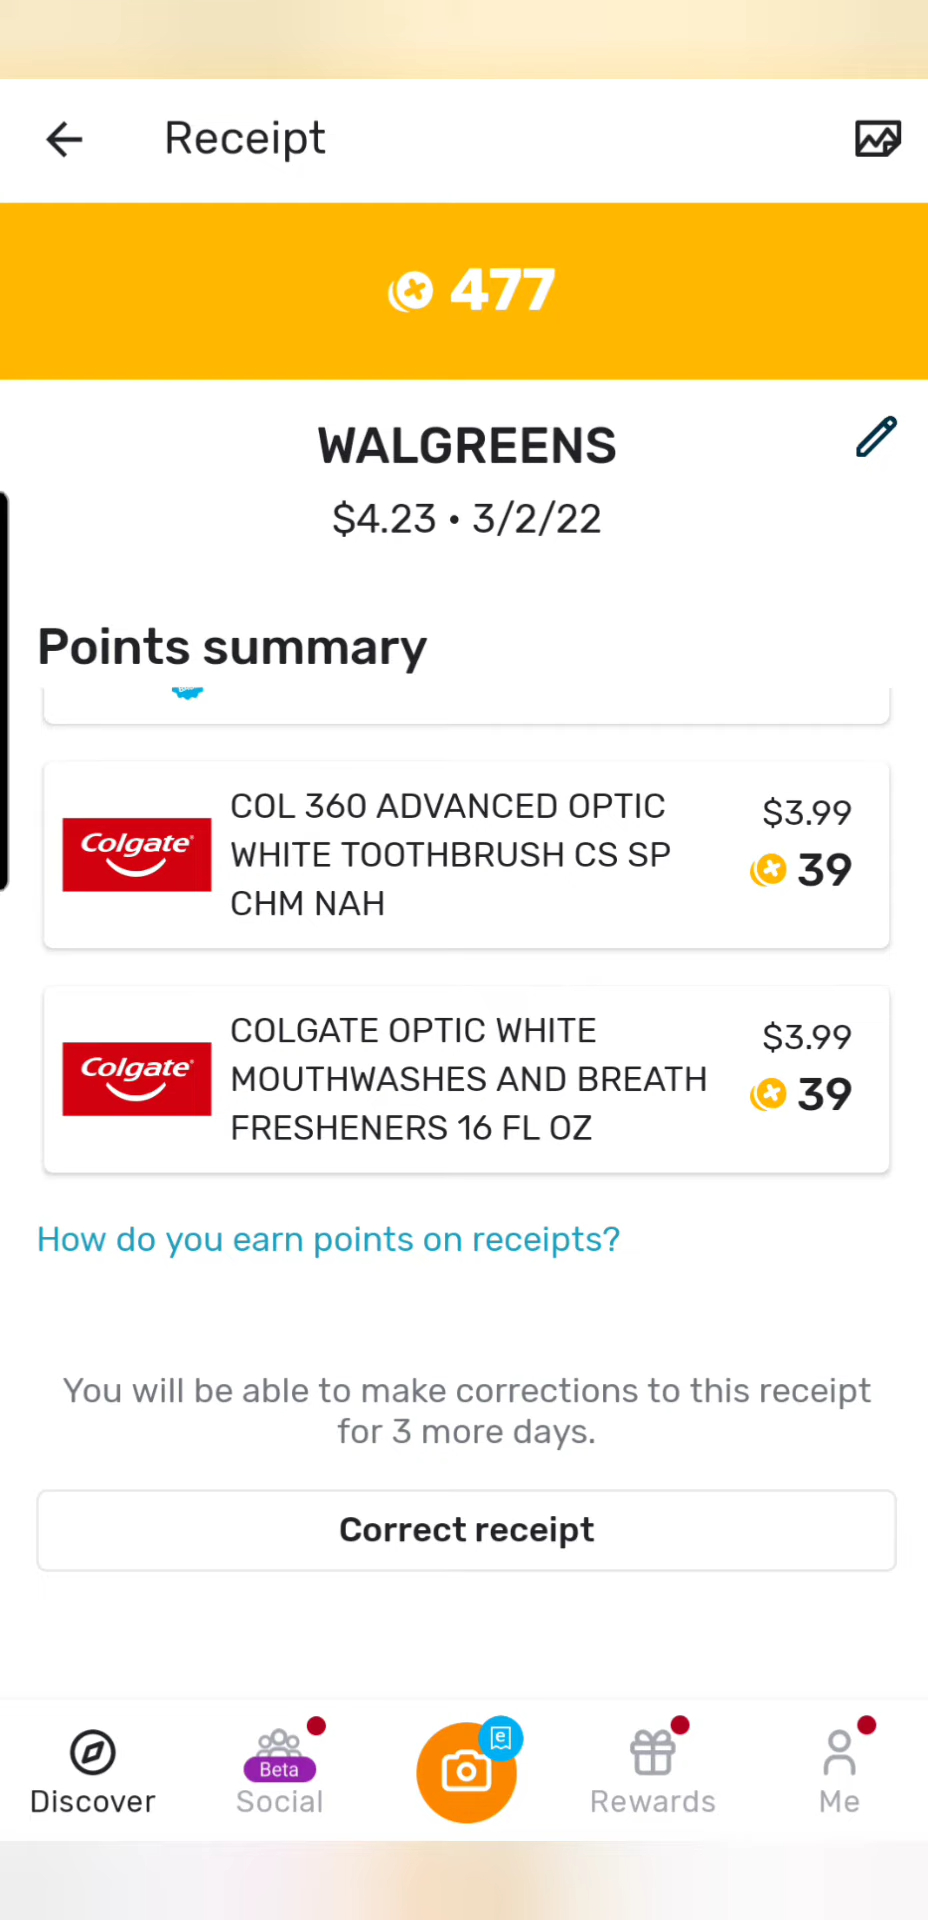 Receipt
477
WALGREENS
$4.23 • 3/2/22
Points summary
COL 360 ADVANCED OPTIC
WHITE TOOTHBRUSH CS SP
CHM NAH
$3.99
39
Colgate
COLGATE OPTIC WHITE
MOUTHWASHES AND BREATH
FRESHENERS 16 FL OZ
$3.99
39
Colgate
How do you earn points on receipts?
You will be able to make corrections to this receipt
for 3 more days.
Correct receipt
e
Beta
Discover
Social
Rewards
Me